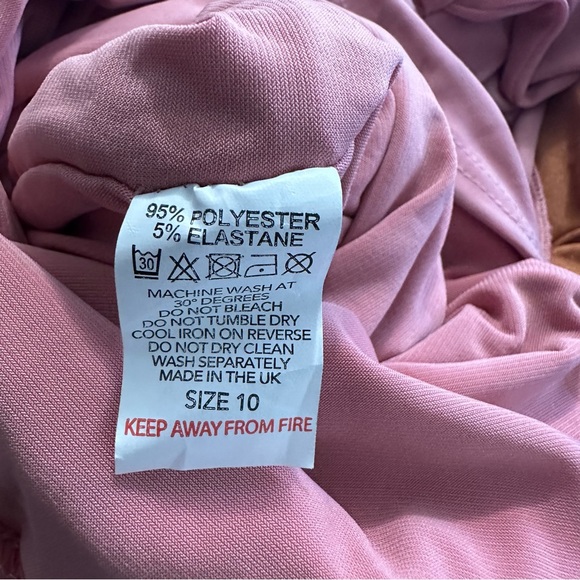 95% POLYESTER
5% ELASTANE
30
MACHINE WASH AT
30° DEGREES
DO NOT BLEACH
DO NOT TUMBLE DRY
COOL IRON ON REVERSE
DO NOT DRY CLEAN
WASH SEPARATELY
MADE IN THE UK
SIZE 10
KEEP AWAY FROM FIRE